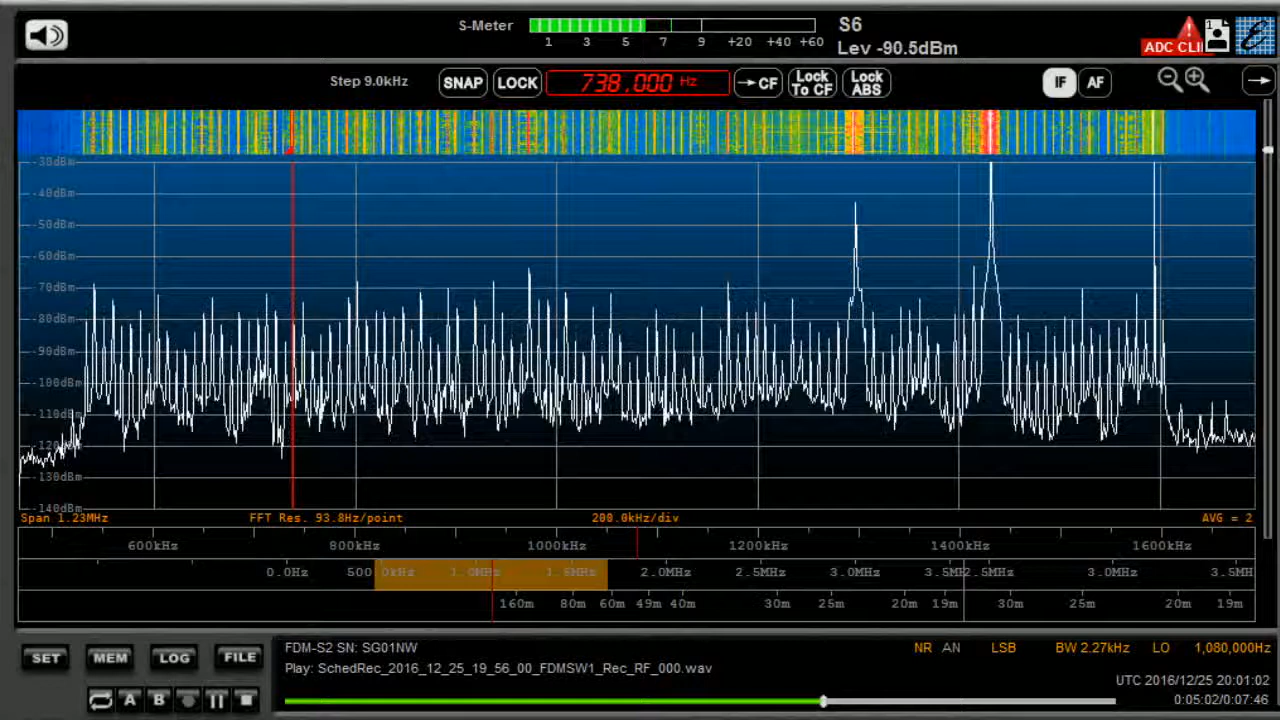 S-Meter
1 3 5 7 9 +20 +40 +60
S6
Lev -90.5dBm
ADC CLI
1
Step 9.0kHz
SNAP
LOCK
738.000 Hz
→CF
Lock To CF
Lock ABS
IF
AF
-30dBm
-40dBm
-50dBm
-60dBm
-70dBm
-80dBm
-90dBm
-100dBm
-110dBm
-120dBm
-130dBm
-140dBm
Span 1.23MHz
FFT Res. 93.8Hz/point
200.0kHz/div
AVG = 2
600kHz 800kHz 1000kHz 1200kHz 1400kHz 1600kHz
0.0Hz 500.0kHz 1.0MHz 1.5MHz 2.0MHz 2.5MHz 3.0MHz 3.5M 2.5MHz 3.0MHz 3.5MH
160m 80m 60m 49m 40m 30m 25m 20m 19m 30m 25m 20m 19m
SET
MEM
LOG
FILE
A
B
FDM-S2 SN: SG01NW
NR AN LSB BW 2.27kHz LO 1,080,000Hz
Play: SchedRec_2016_12_25_19_56_00_FDMSW1_Rec_RF_000.wav
UTC 2016/12/25 20:01:02
0:05:02/0:07:46